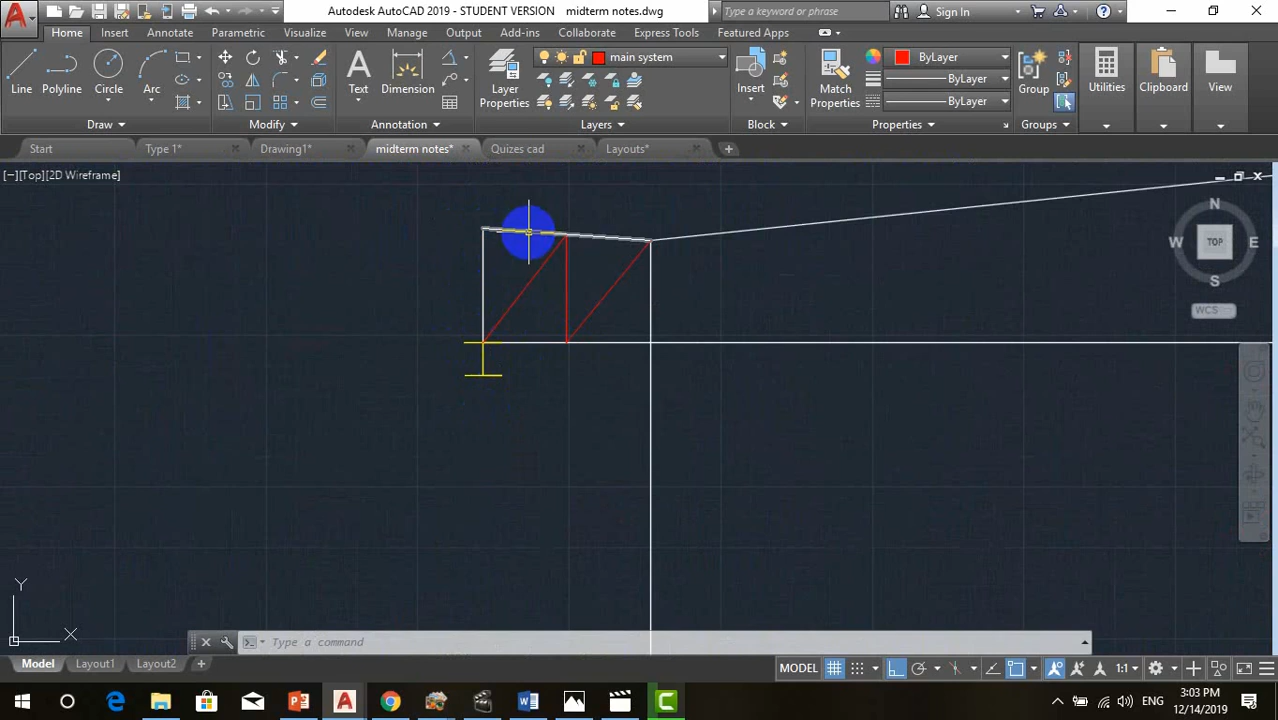 Autodesk AutoCAD 2019 - STUDENT VERSION midterm notes.dwg
Type a keyword or phrase
Sign In
Home Insert Annotate Parametric Visualize View Manage Output Add-ins Collaborate Express Tools Featured Apps
main system
ByLayer
ByLayer
ByLayer
Line Polyline Circle Arc
Text Dimension
Layer Properties
Insert
Match Properties
Group
Utilities
Clipboard
View
Draw
Modify
Annotation
Layers
Block
Properties
Groups
Start Type 1* Drawing1* midterm notes* Quizes cad Layouts*
[−][Top][2D Wireframe]
N
W TOP E
S
WCS
Y
X
Type a command
Model Layout1 Layout2
MODEL
1:1
ENG
3:03 PM
12/14/2019